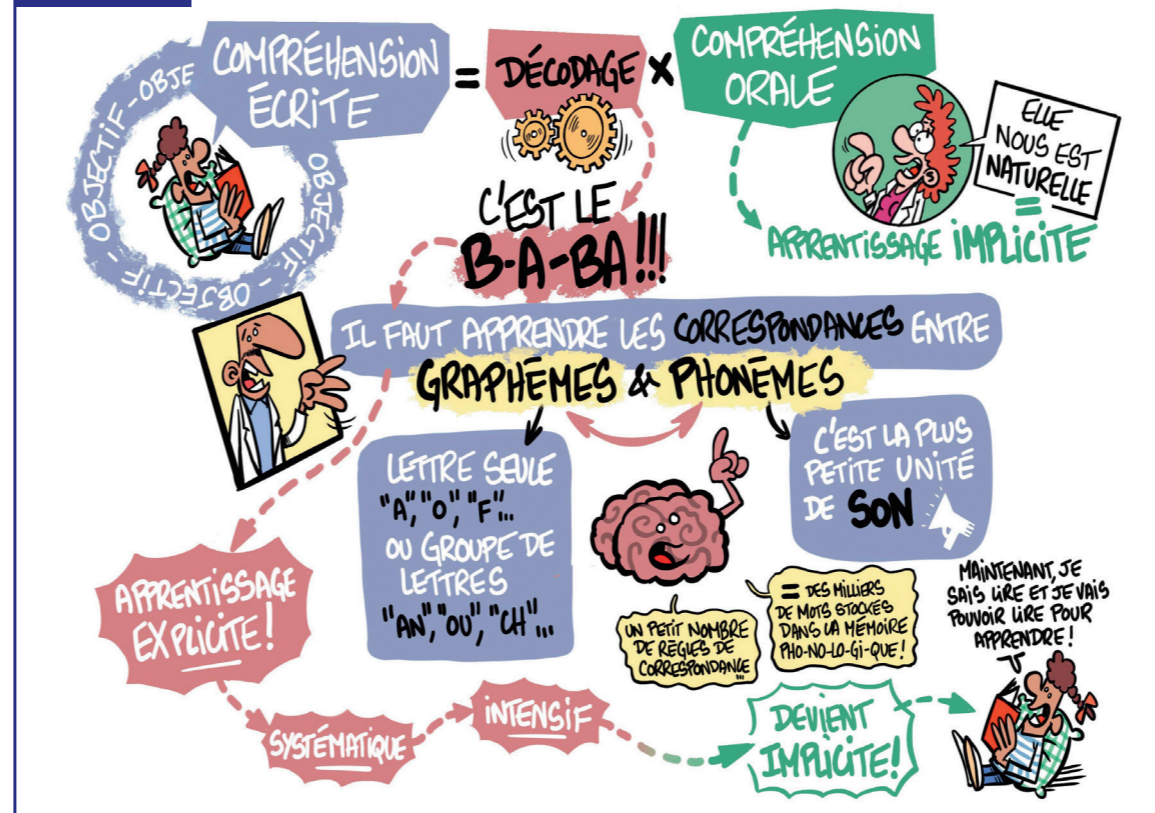 OBJECTIF - OBJECTIF - OBJECTIF - OBJE
COMPRÉHENSION
ÉCRITE
=
DÉCODAGE
×
COMPRÉHENSION
ORALE
ELLE
NOUS EST
NATURELLE
=
APPRENTISSAGE IMPLICITE
C'EST LE
B-A-BA!!!
IL FAUT APPRENDRE LES CORRESPONDANCES ENTRE
GRAPHÈMES & PHONÈMES
LETTRE SEULE
"A", "O", "F"...
OU GROUPE DE
LETTRES
"AN", "OU", "CH"...
C'EST LA PLUS
PETITE UNITÉ
DE SON
UN PETIT NOMBRE
DE RÈGLES DE
CORRESPONDANCE...
= DES MILLIERS
DE MOTS STOCKÉS
DANS LA MÉMOIRE
PHO-NO-LO-GI-QUE!
APPRENTISSAGE
EXPLICITE!
SYSTÉMATIQUE
INTENSIF
DEVIENT
IMPLICITE!
MAINTENANT, JE
SAIS LIRE ET JE VAIS
POUVOIR LIRE POUR
APPRENDRE!